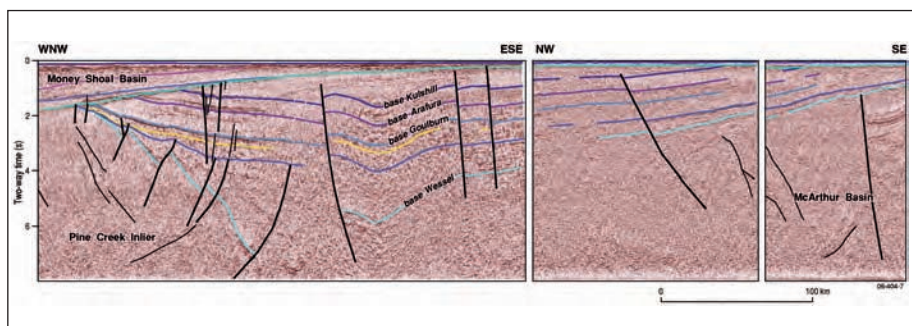 WNW
ESE
NW
SE
0
2
4
6
Two-way time (s)
Money Shoal Basin
base Kulshill
base Arafura
base Goulburn
base Wessel
Pine Creek Inlier
McArthur Basin
06-404-7
0
100 km